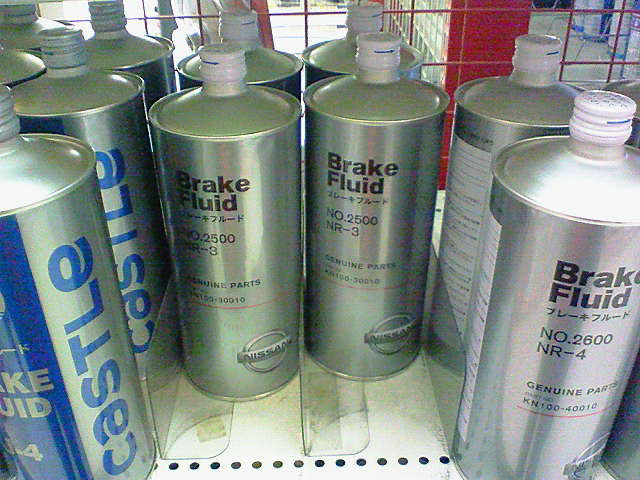 CASTLE
CASTLE
ード
AKE
UID
-4
Brake
Fluid
ブレーキフルード
NO.2500
NR-3
GENUINE PARTS
KN100-30010
NISSAN
Brake
Fluid
ブレーキフルード
NO.2500
NR-3
GENUINE PARTS
KN100-30010
NISSAN
Brake
Fluid
ブレーキフルード
NO.2600
NR-4
GENUINE PARTS
KN100-40010